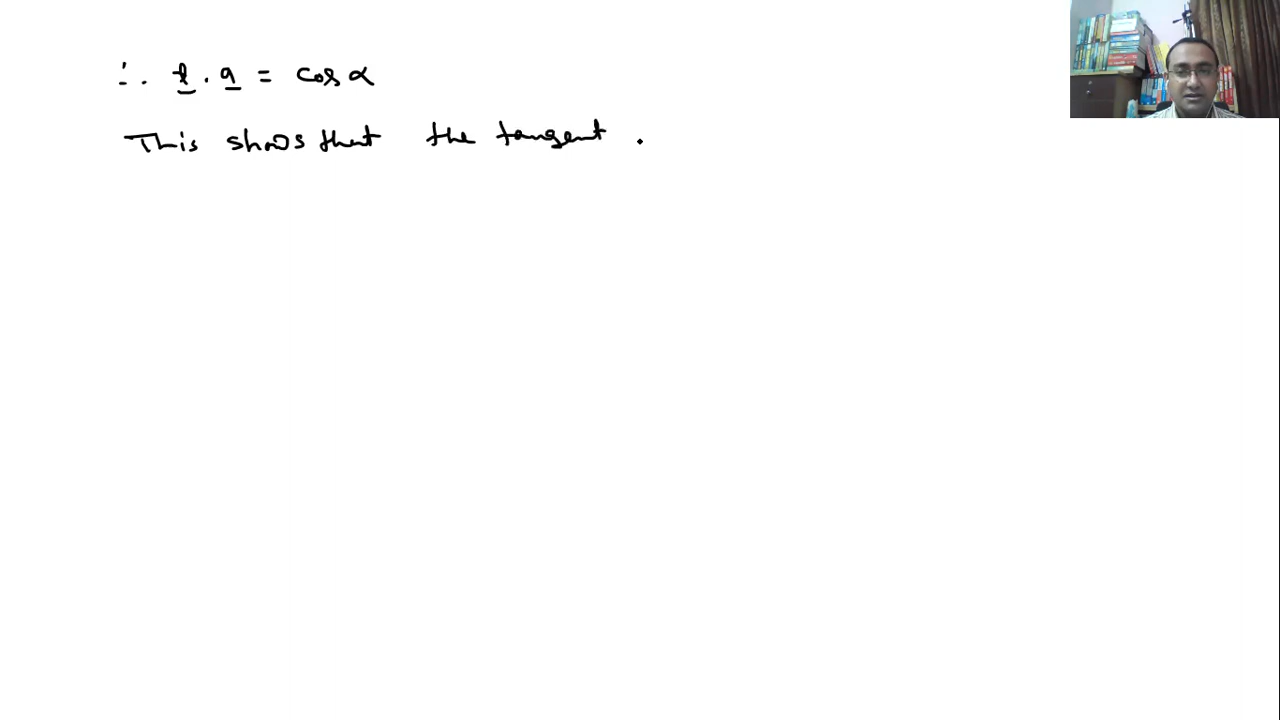 ∴ t . a = cos α
This shows that the tangent